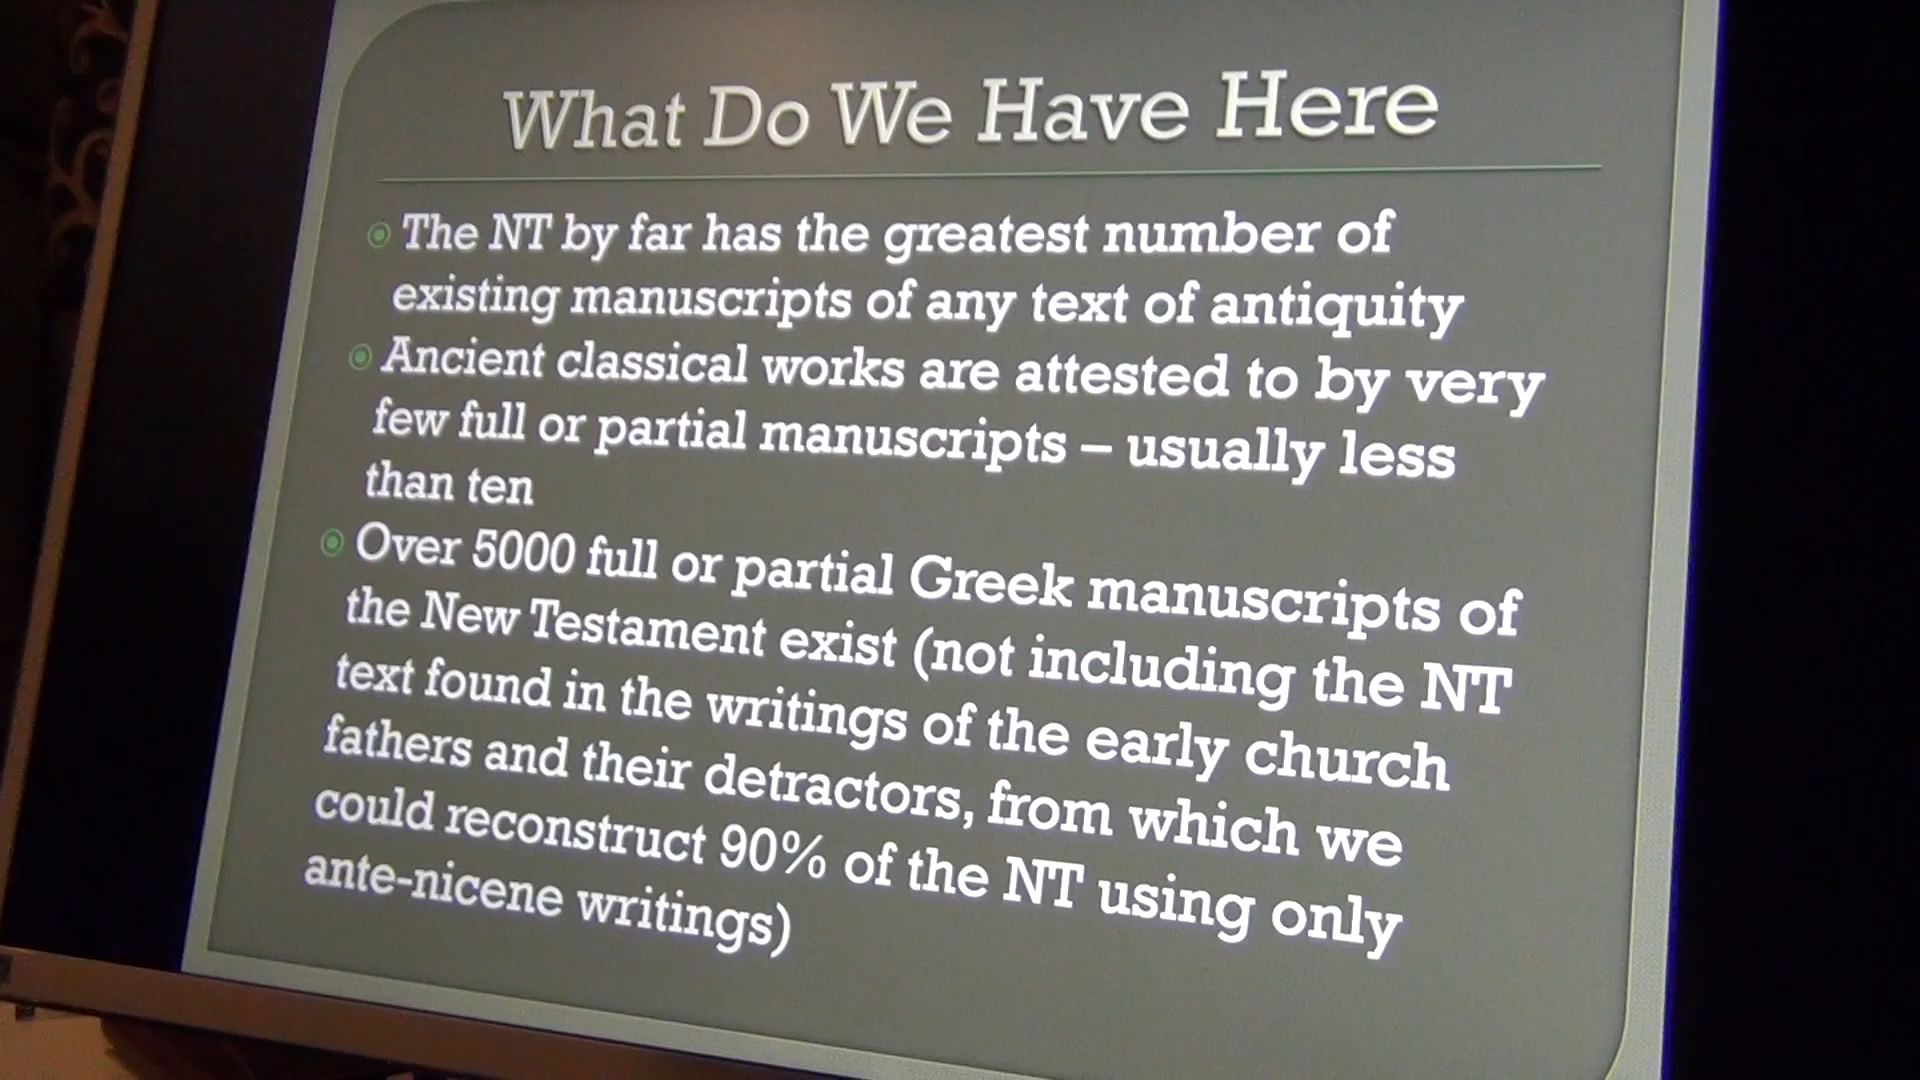 What Do We Have Here
The NT by far has the greatest number of
existing manuscripts of any text of antiquity
Ancient classical works are attested to by very
few full or partial manuscripts – usually less
than ten
Over 5000 full or partial Greek manuscripts of
the New Testament exist (not including the NT
text found in the writings of the early church
fathers and their detractors, from which we
could reconstruct 90% of the NT using only
ante-nicene writings)